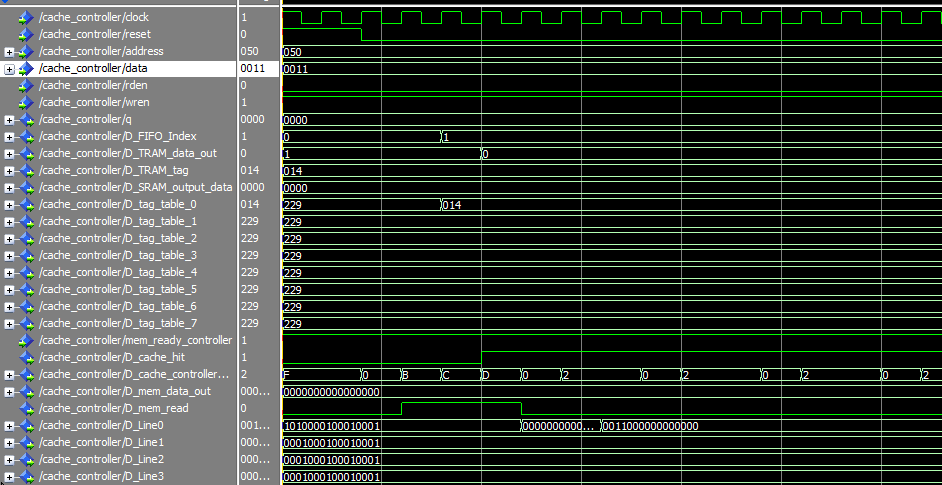 /cache_controller/clock 1
/cache_controller/reset 0
/cache_controller/address 050 050
/cache_controller/data 0011 0011
/cache_controller/rden 0
/cache_controller/wren 1
/cache_controller/q 0000 0000
/cache_controller/D_FIFO_Index 1 0 1
/cache_controller/D_TRAM_data_out 0 1 0
/cache_controller/D_TRAM_tag 014 014
/cache_controller/D_SRAM_output_data 0000 0000
/cache_controller/D_tag_table_0 014 229 014
/cache_controller/D_tag_table_1 229 229
/cache_controller/D_tag_table_2 229 229
/cache_controller/D_tag_table_3 229 229
/cache_controller/D_tag_table_4 229 229
/cache_controller/D_tag_table_5 229 229
/cache_controller/D_tag_table_6 229 229
/cache_controller/D_tag_table_7 229 229
/cache_controller/mem_ready_controller 1
/cache_controller/D_cache_hit 1
/cache_controller/D_cache_controller... 2 F 0 B C D 0 2 0 2 0 2 0 2
/cache_controller/D_mem_data_out 000... 0000000000000000
/cache_controller/D_mem_read 0
/cache_controller/D_Line0 001... 1101000100010001 0000000000... 0011000000000000
/cache_controller/D_Line1 000... 0001000100010001
/cache_controller/D_Line2 000... 0001000100010001
/cache_controller/D_Line3 000... 0001000100010001